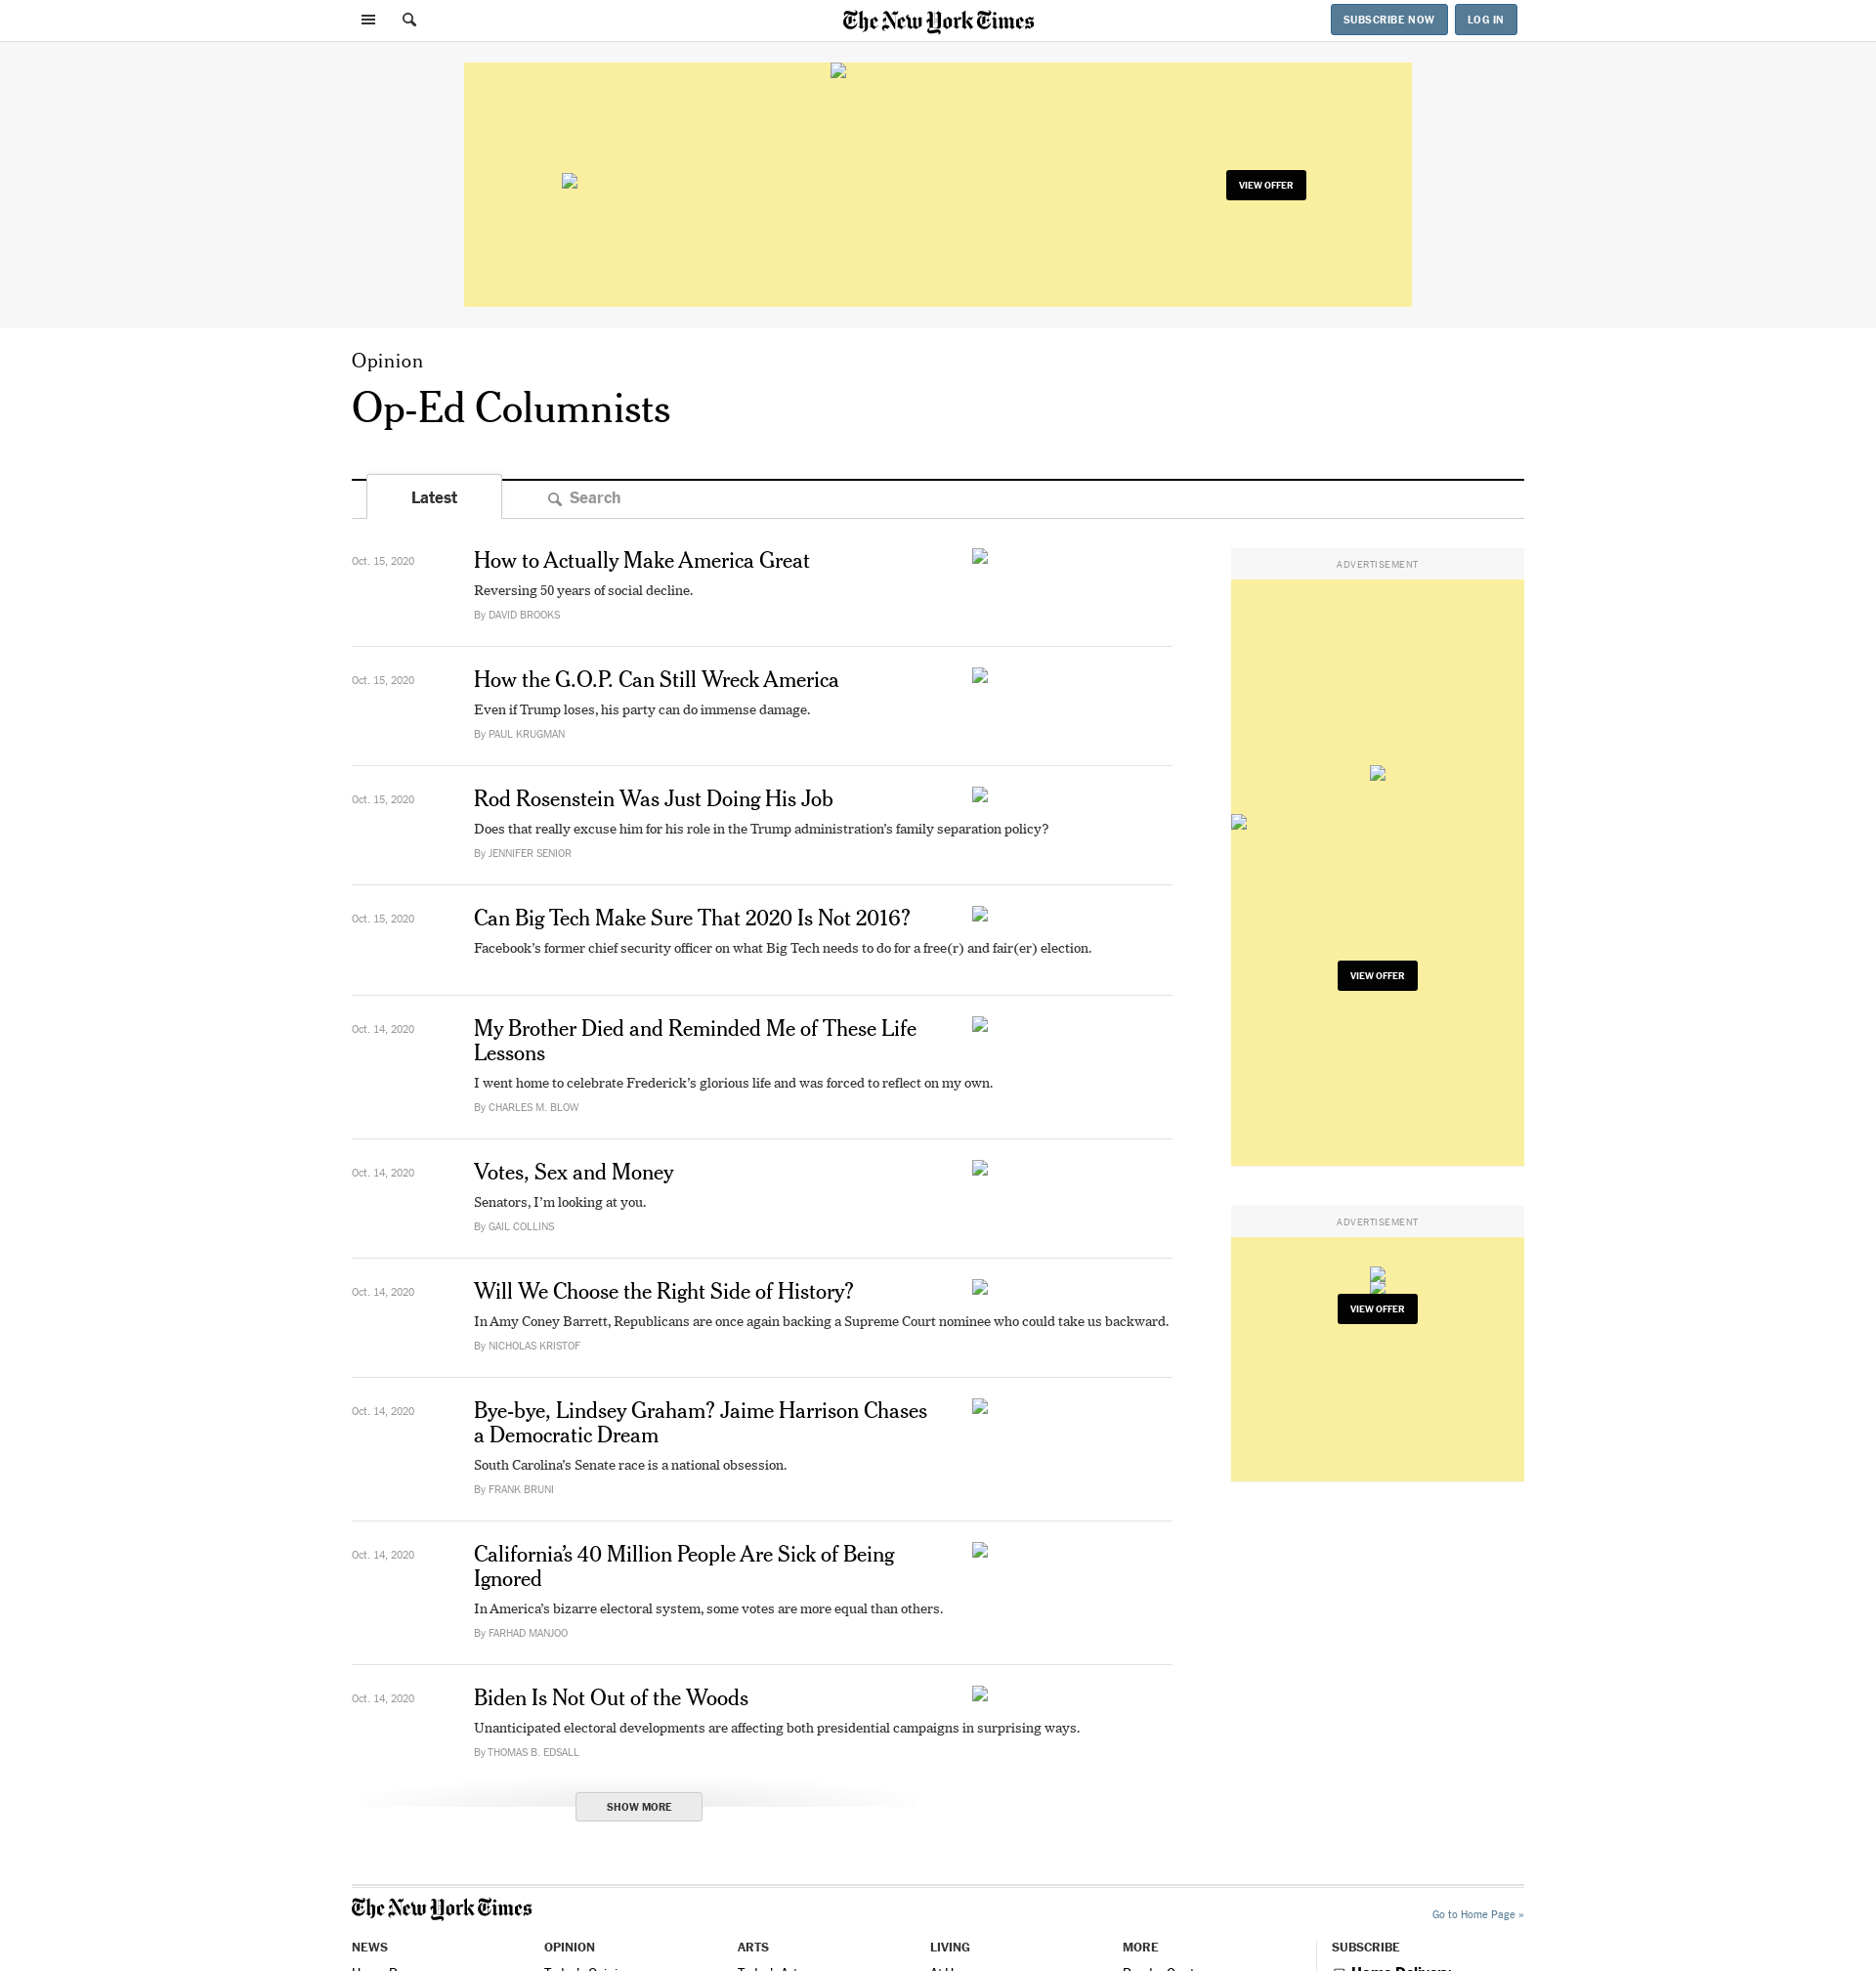 The New York Times
SUBSCRIBE NOW
LOG IN
VIEW OFFER
Opinion
Op-Ed Columnists
Latest
Search
Oct. 15, 2020
How to Actually Make America Great
Reversing 50 years of social decline.
By DAVID BROOKS
Oct. 15, 2020
How the G.O.P. Can Still Wreck America
Even if Trump loses, his party can do immense damage.
By PAUL KRUGMAN
Oct. 15, 2020
Rod Rosenstein Was Just Doing His Job
Does that really excuse him for his role in the Trump administration’s family separation policy?
By JENNIFER SENIOR
Oct. 15, 2020
Can Big Tech Make Sure That 2020 Is Not 2016?
Facebook’s former chief security officer on what Big Tech needs to do for a free(r) and fair(er) election.
Oct. 14, 2020
My Brother Died and Reminded Me of These Life
Lessons
I went home to celebrate Frederick’s glorious life and was forced to reflect on my own.
By CHARLES M. BLOW
Oct. 14, 2020
Votes, Sex and Money
Senators, I’m looking at you.
By GAIL COLLINS
Oct. 14, 2020
Will We Choose the Right Side of History?
In Amy Coney Barrett, Republicans are once again backing a Supreme Court nominee who could take us backward.
By NICHOLAS KRISTOF
Oct. 14, 2020
Bye-bye, Lindsey Graham? Jaime Harrison Chases
a Democratic Dream
South Carolina’s Senate race is a national obsession.
By FRANK BRUNI
Oct. 14, 2020
California’s 40 Million People Are Sick of Being
Ignored
In America’s bizarre electoral system, some votes are more equal than others.
By FARHAD MANJOO
Oct. 14, 2020
Biden Is Not Out of the Woods
Unanticipated electoral developments are affecting both presidential campaigns in surprising ways.
By THOMAS B. EDSALL
SHOW MORE
ADVERTISEMENT
VIEW OFFER
ADVERTISEMENT
VIEW OFFER
The New York Times
Go to Home Page »
NEWS
OPINION
ARTS
LIVING
MORE
SUBSCRIBE
Home Delivery